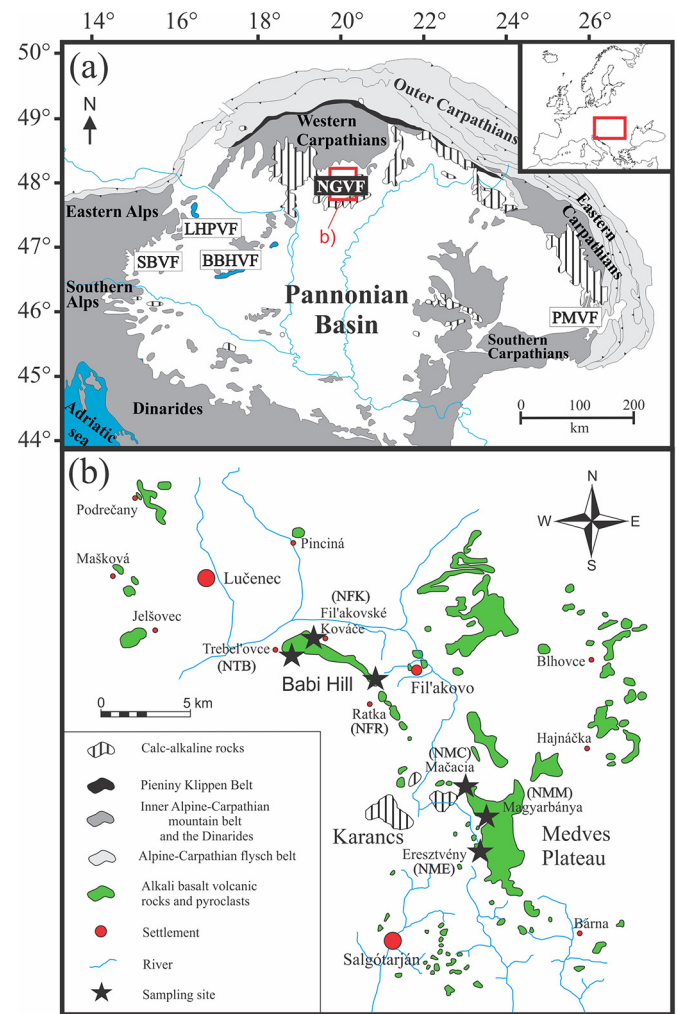 14°
16°
18°
20°
22°
24°
26°
50°
49°
48°
47°
46°
45°
44°
(a)
N
Outer Carpathians
Western
Carpathians
NGVF
b)
Eastern Alps
LHPVF
SBVF
BBHVF
Southern
Alps
Pannonian
Basin
Eastern
Carpathians
PMVF
Southern
Carpathians
Adriatic
sea
Dinarides
0
100
200
km
(b)
N
W
E
S
Podrečany
Pinciná
Mašková
Lučenec
(NFK)
Fil'akovské
Kováče
Jelšovec
Trebel'ovce
(NTB)
Blhovce
0
5 km
Babi Hill
Fil'akovo
Ratka
(NFR)
Hajnáčka
(NMC)
Mačacia
(NMM)
Magyarbánya
Karancs
Medves
Plateau
Eresztvény
(NME)
Bárna
Salgótarján
Calc-alkaline rocks
Pieniny Klippen Belt
Inner Alpine-Carpathian
mountain belt
and the Dinarides
Alpine-Carpathian flysch belt
Alkali basalt volcanic
rocks and pyroclasts
Settlement
River
Sampling site